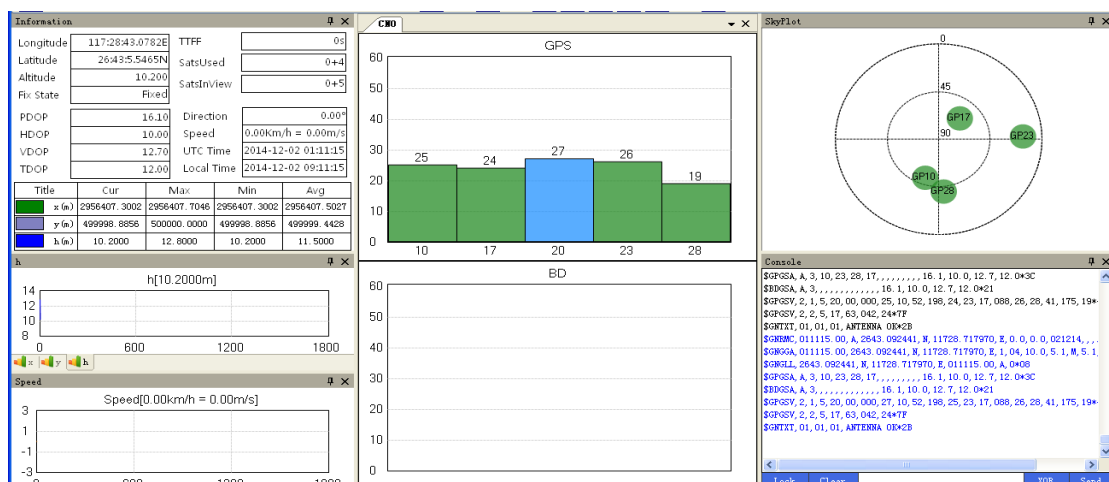 Information
Longitude 117:28:43.0782E TTFF 0s
Latitude 26:43:5.5465N SatsUsed 0+4
Altitude 10.200 SatsInView 0+5
Fix State Fixed
PDOP 16.10 Direction 0.00°
HDOP 10.00 Speed 0.00Km/h = 0.00m/s
VDOP 12.70 UTC Time 2014-12-02 01:11:15
TDOP 12.00 Local Time 2014-12-02 09:11:15
Title Cur Max Min Avg
x(m) 2956407.3002 2956407.7046 2956407.3002 2956407.5027
y(m) 499998.8856 500000.0000 499998.8856 499999.4428
h(m) 10.2000 12.8000 10.2000 11.5000
h
h[10.2000m]
14
12
10
8
0 600 1200 1800
x y h
Speed
Speed[0.00km/h = 0.00m/s]
3
1
-1
-3
0 600 1200 1800
CNO
GPS
60
50
40
30
20
10
0
25 24 27 26 19
10 17 20 23 28
BD
60
50
40
30
20
10
0
SkyPlot
0
45
90
GP17
GP23
GP10
GP28
Console
$GPGSA,A,3,10,23,28,17,,,,,,,,,16.1,10.0,12.7,12.0*3C
$BDGSA,A,3,,,,,,,,,,,,,16.1,10.0,12.7,12.0*21
$GPGSV,2,1,5,20,00,000,25,10,52,198,24,23,17,088,26,28,41,175,19*
$GPGSV,2,2,5,17,63,042,24*7F
$GNTXT,01,01,01,ANTENNA OK*2B
$GNRMC,011115.00,A,2643.092441,N,11728.717970,E,0.0,0.0,021214,,,
$GNGGA,011115.00,2643.092441,N,11728.717970,E,1,04,10.0,5.1,M,5.1
$GNGLL,2643.092441,N,11728.717970,E,011115.00,A,0*08
$GPGSA,A,3,10,23,28,17,,,,,,,,,16.1,10.0,12.7,12.0*3C
$BDGSA,A,3,,,,,,,,,,,,,16.1,10.0,12.7,12.0*21
$GPGSV,2,1,5,20,00,000,27,10,52,198,25,23,17,088,26,28,41,175,19*
$GPGSV,2,2,5,17,63,042,24*7F
$GNTXT,01,01,01,ANTENNA OK*2B
Lock Clear XOR Send